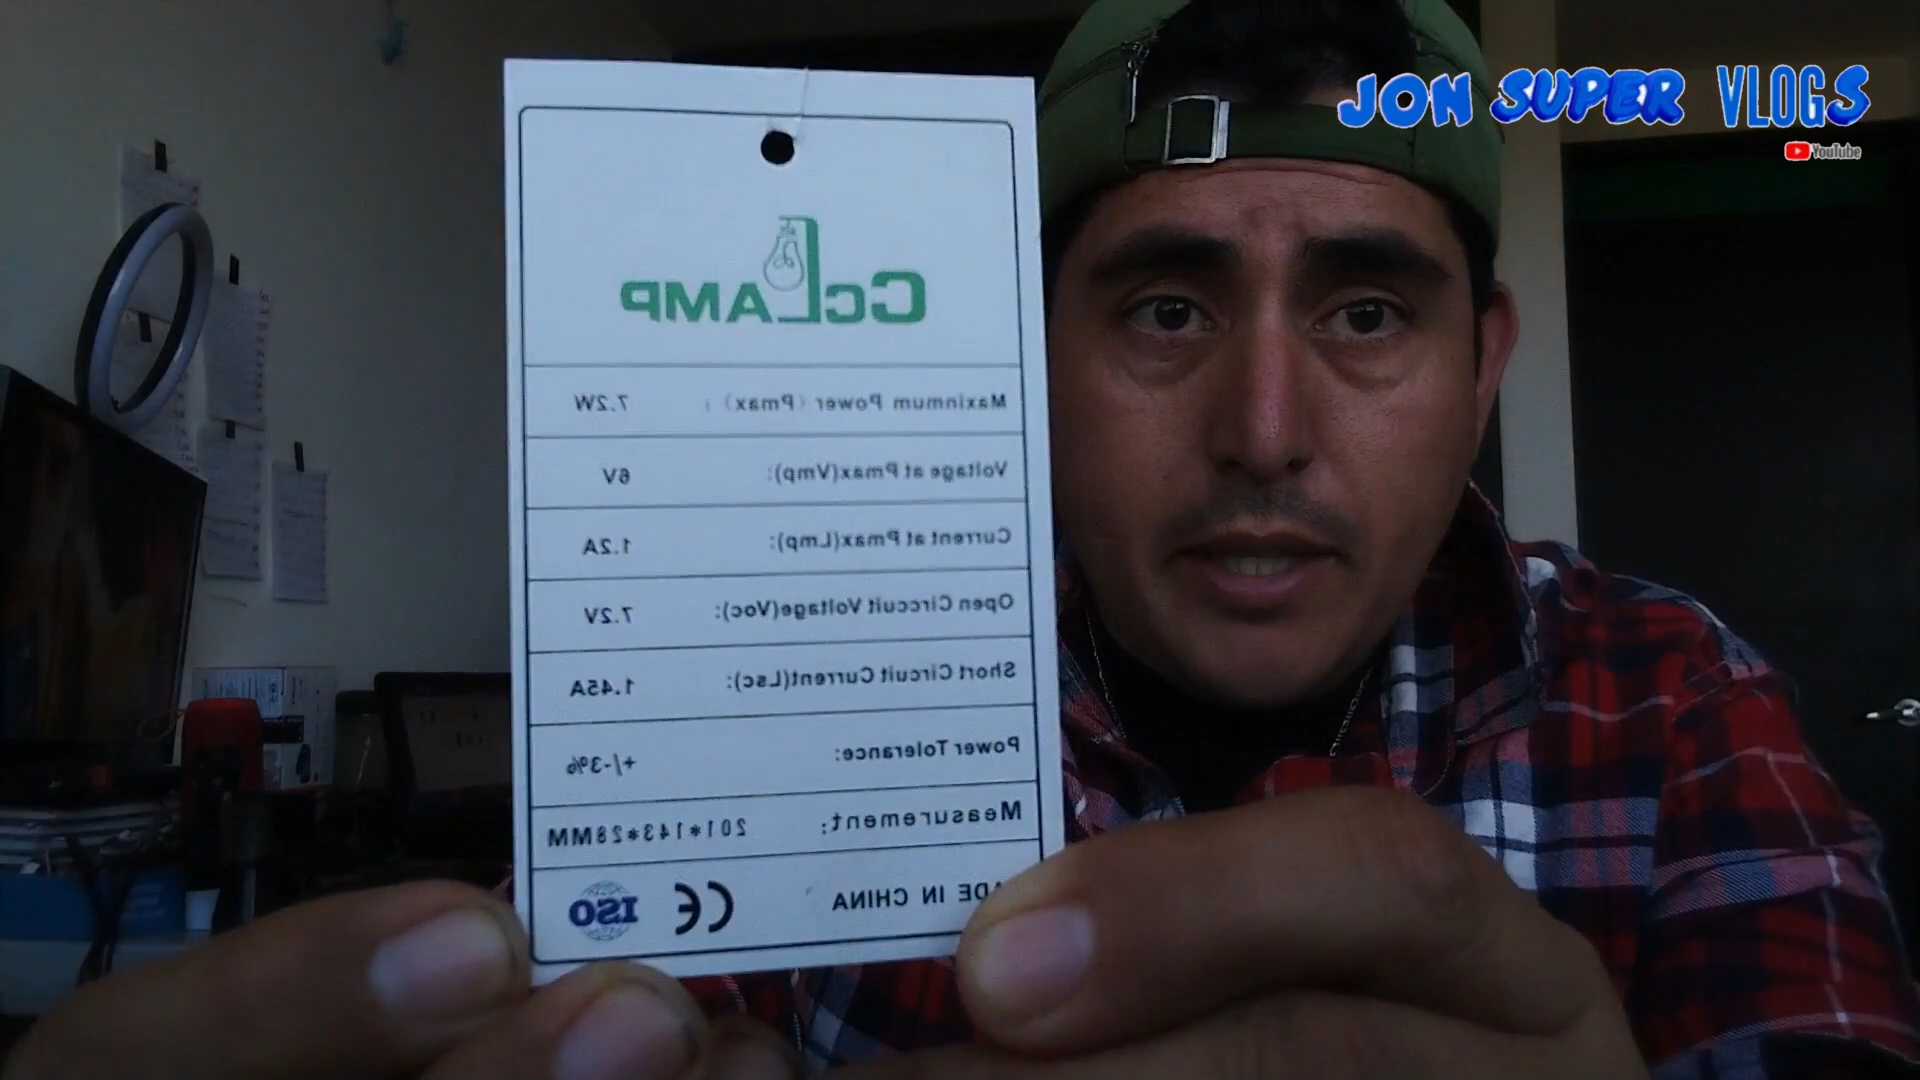 JON SUPER VLOGS
YouTube
CCLAMP
Maxinmum Power (Pmax) : 7.2W
Voltage at Pmax(Vmp): 6V
Current at Pmax(Lmp): 1.2A
Open Circcuit Voltage(Voc): 7.2V
Short Circuit Current(Lsc): 1.45A
Power Tolerance: +/-3%
Measurement: 201*143*28MM
DE IN CHINA CE ISO